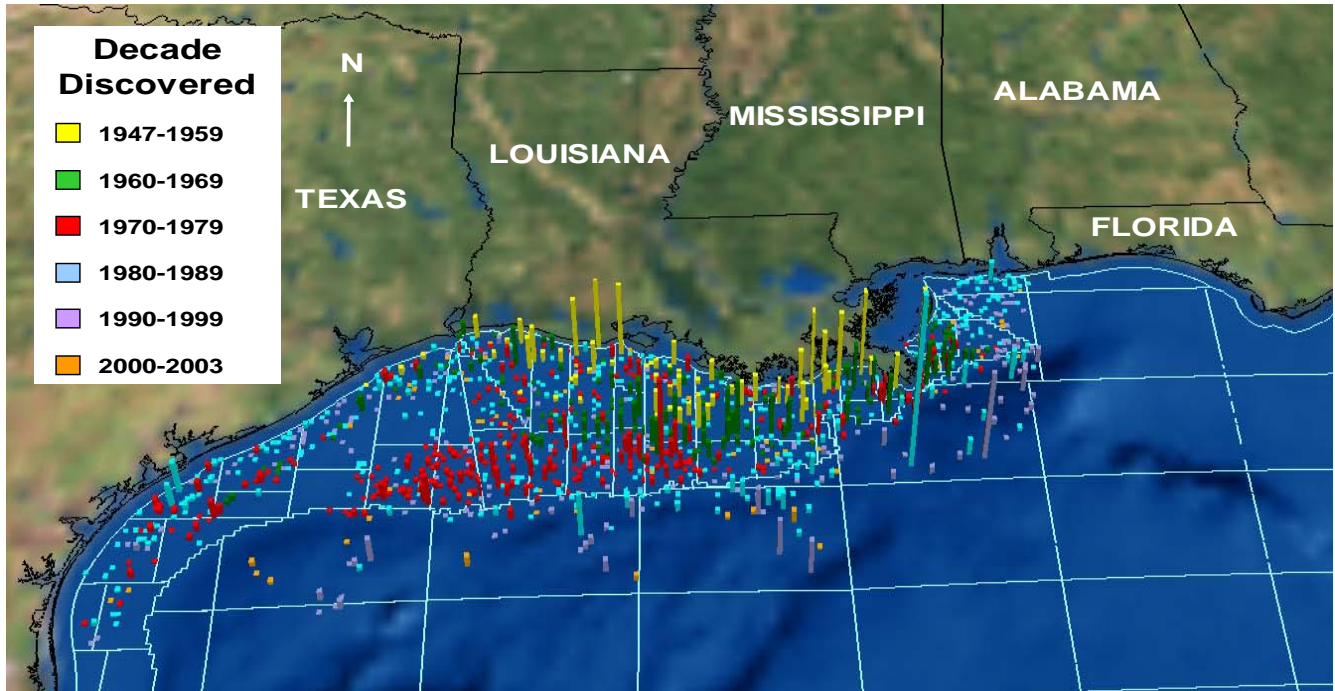 Decade
Discovered
1947-1959
1960-1969
1970-1979
1980-1989
1990-1999
2000-2003
N
TEXAS
LOUISIANA
MISSISSIPPI
ALABAMA
FLORIDA